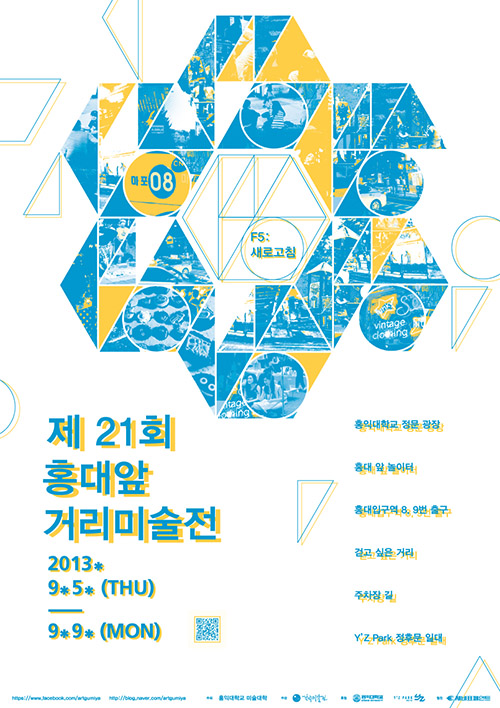 마포 08
F5:
새로고침
vintage
clothing
제 21회
홍대앞
거리미술전
2013*
9*5* (THU)
9*9* (MON)
홍익대학교 정문 광장
홍대 앞 놀이터
홍대입구역 8, 9번 출구
걷고 싶은 거리
주차장 길
Y'Z Park 정후문 일대
https://www.facebook.com/artgumiya http://blog.naver.com/artgumiya 홍익대학교 미술대학